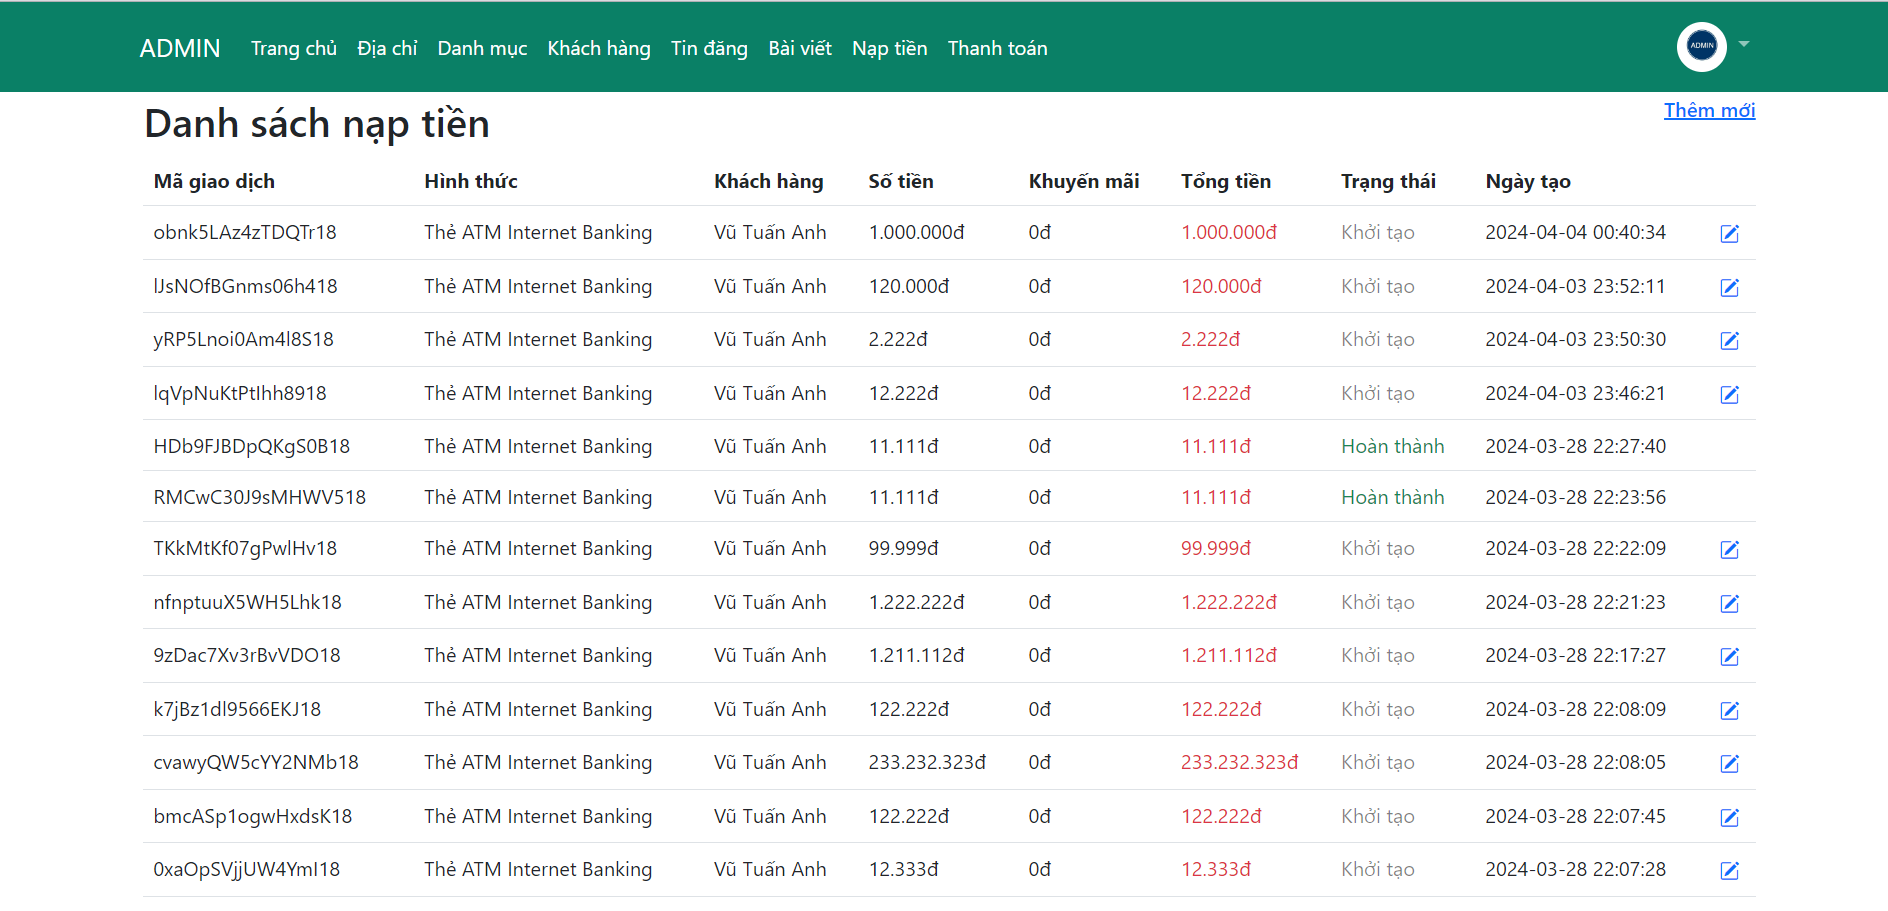 ADMIN Trang chủ Địa chỉ Danh mục Khách hàng Tin đăng Bài viết Nạp tiền Thanh toán ADMIN
Danh sách nạp tiền Thêm mới
Mã giao dịch Hình thức Khách hàng Số tiền Khuyến mãi Tổng tiền Trạng thái Ngày tạo
obnk5LAz4zTDQTr18 Thẻ ATM Internet Banking Vũ Tuấn Anh 1.000.000đ 0đ 1.000.000đ Khởi tạo 2024-04-04 00:40:34
lJsNOfBGnms06h418 Thẻ ATM Internet Banking Vũ Tuấn Anh 120.000đ 0đ 120.000đ Khởi tạo 2024-04-03 23:52:11
yRP5Lnoi0Am4l8S18 Thẻ ATM Internet Banking Vũ Tuấn Anh 2.222đ 0đ 2.222đ Khởi tạo 2024-04-03 23:50:30
lqVpNuKtPtIhh8918 Thẻ ATM Internet Banking Vũ Tuấn Anh 12.222đ 0đ 12.222đ Khởi tạo 2024-04-03 23:46:21
HDb9FJBDpQKgS0B18 Thẻ ATM Internet Banking Vũ Tuấn Anh 11.111đ 0đ 11.111đ Hoàn thành 2024-03-28 22:27:40
RMCwC30J9sMHWV518 Thẻ ATM Internet Banking Vũ Tuấn Anh 11.111đ 0đ 11.111đ Hoàn thành 2024-03-28 22:23:56
TKkMtKf07gPwlHv18 Thẻ ATM Internet Banking Vũ Tuấn Anh 99.999đ 0đ 99.999đ Khởi tạo 2024-03-28 22:22:09
nfnptuuX5WH5Lhk18 Thẻ ATM Internet Banking Vũ Tuấn Anh 1.222.222đ 0đ 1.222.222đ Khởi tạo 2024-03-28 22:21:23
9zDac7Xv3rBvVDO18 Thẻ ATM Internet Banking Vũ Tuấn Anh 1.211.112đ 0đ 1.211.112đ Khởi tạo 2024-03-28 22:17:27
k7jBz1dl9566EKJ18 Thẻ ATM Internet Banking Vũ Tuấn Anh 122.222đ 0đ 122.222đ Khởi tạo 2024-03-28 22:08:09
cvawyQW5cYY2NMb18 Thẻ ATM Internet Banking Vũ Tuấn Anh 233.232.323đ 0đ 233.232.323đ Khởi tạo 2024-03-28 22:08:05
bmcASp1ogwHxdsK18 Thẻ ATM Internet Banking Vũ Tuấn Anh 122.222đ 0đ 122.222đ Khởi tạo 2024-03-28 22:07:45
0xaOpSVjjUW4YmI18 Thẻ ATM Internet Banking Vũ Tuấn Anh 12.333đ 0đ 12.333đ Khởi tạo 2024-03-28 22:07:28